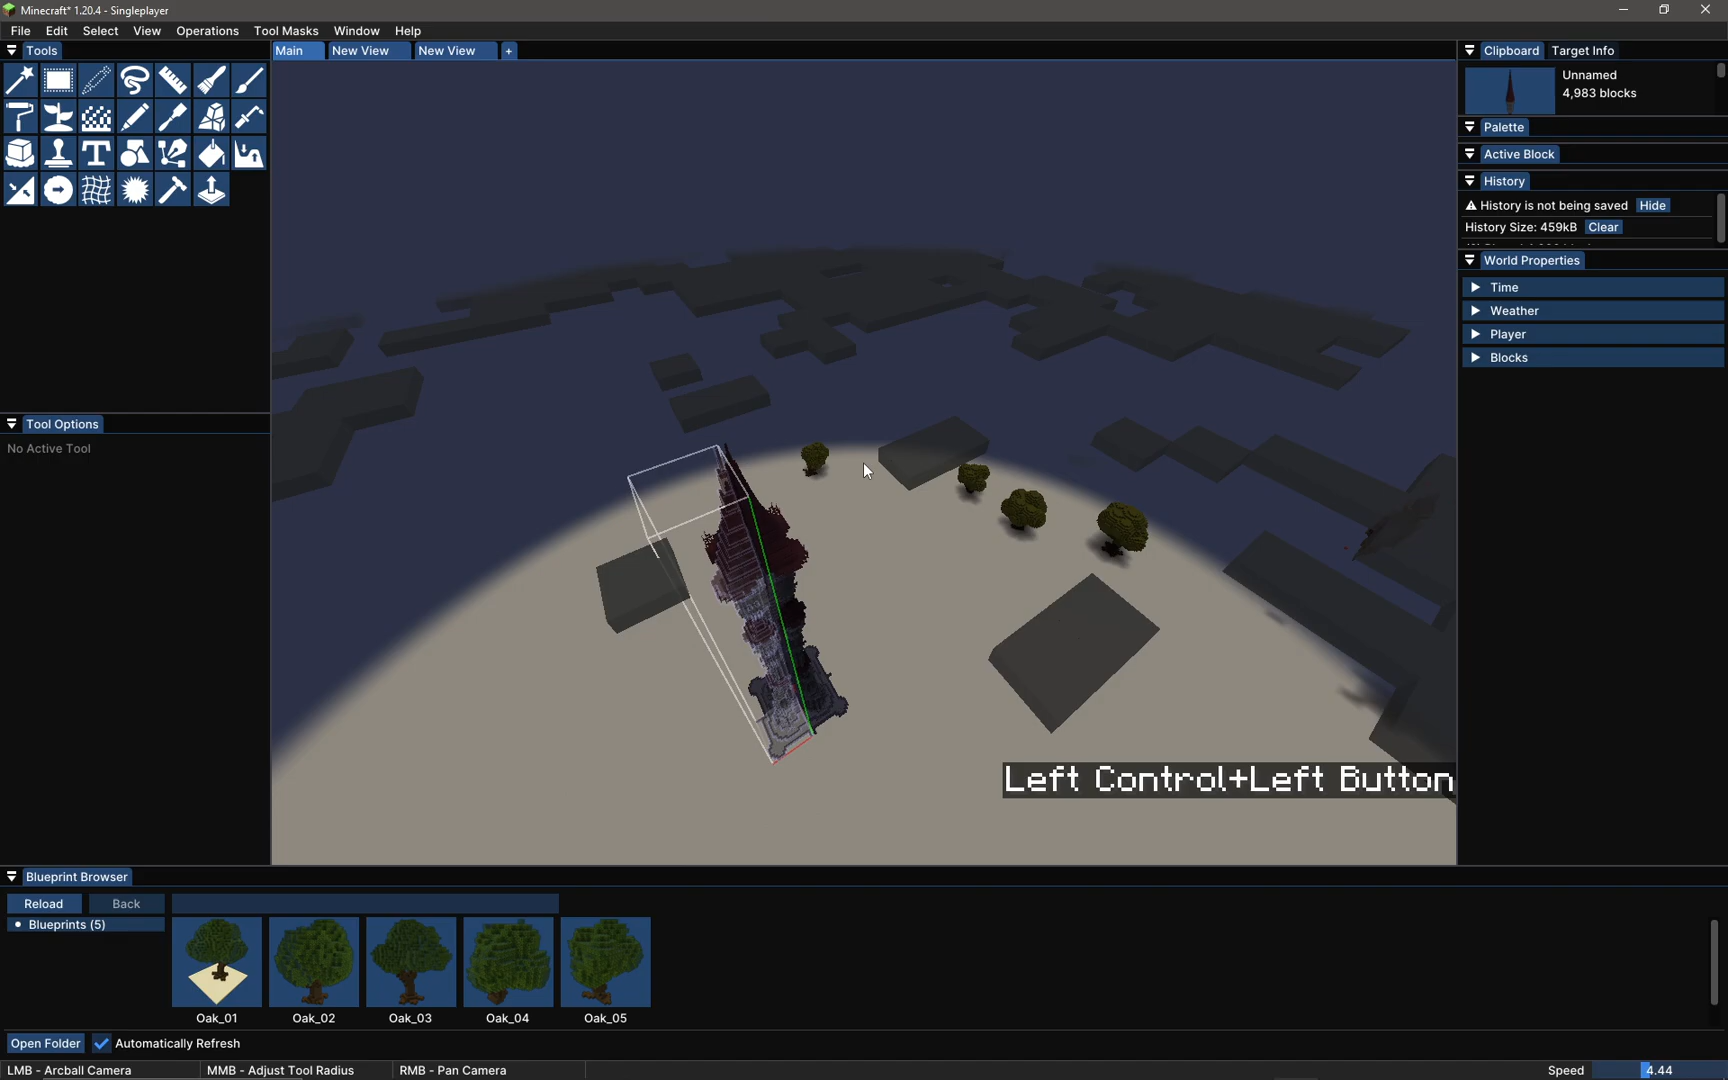 Minecraft* 1.20.4 - Singleplayer
File Edit Select View Operations Tool Masks Window Help
Tools
Main New View New View +
Clipboard Target Info
Unnamed
4,983 blocks
Palette
Active Block
History
History is not being saved Hide
History Size: 459kB Clear
World Properties
Time
Weather
Player
Blocks
Tool Options
No Active Tool
Left Control+Left Button
Blueprint Browser
Reload Back
Blueprints (5)
Oak_01 Oak_02 Oak_03 Oak_04 Oak_05
Open Folder Automatically Refresh
LMB - Arcball Camera MMB - Adjust Tool Radius RMB - Pan Camera Speed 4.44